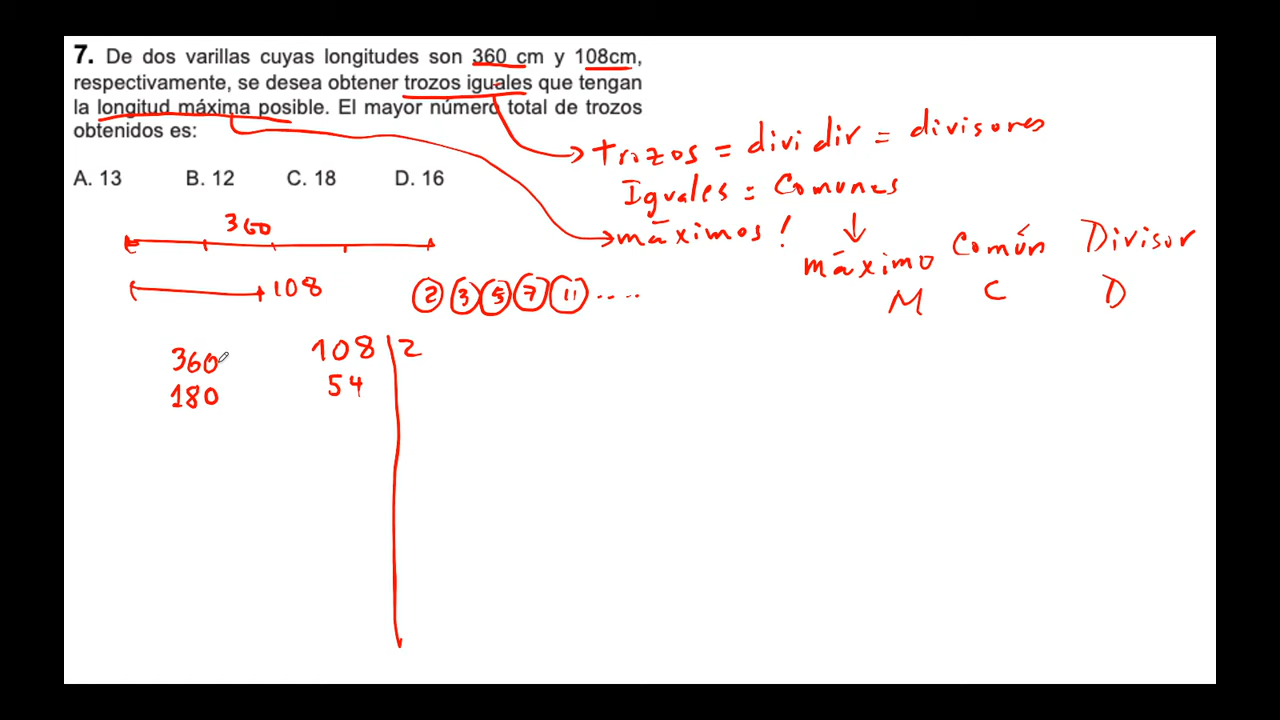 7. De dos varillas cuyas longitudes son 360 cm y 108cm,
respectivamente, se desea obtener trozos iguales que tengan
la longitud máxima posible. El mayor número total de trozos
obtenidos es:
A. 13 B. 12 C. 18 D. 16
trozos = dividir = divisores
Iguales = Comunes
máximos !
máximo Común Divisor
M C D
360
108
2 3 5 7 11 ....
360 108 2
180 54